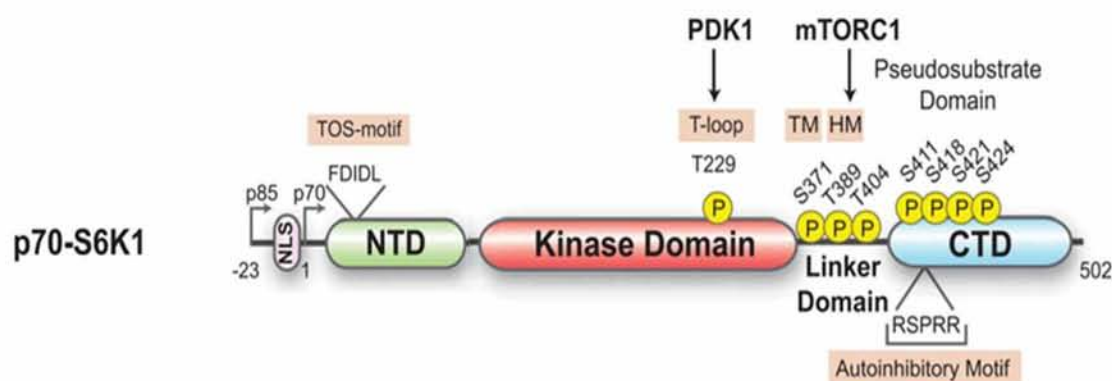 PDK1 mTORC1
Pseudosubstrate
Domain
TOS-motif T-loop TM HM
FDIDL T229 S371 T389 T404 S411 S418 S421 S424
p85 p70
P P P P P P P P
p70-S6K1 NLS NTD Kinase Domain CTD
-23 1 Linker 502
Domain
RSPRR
Autoinhibitory Motif